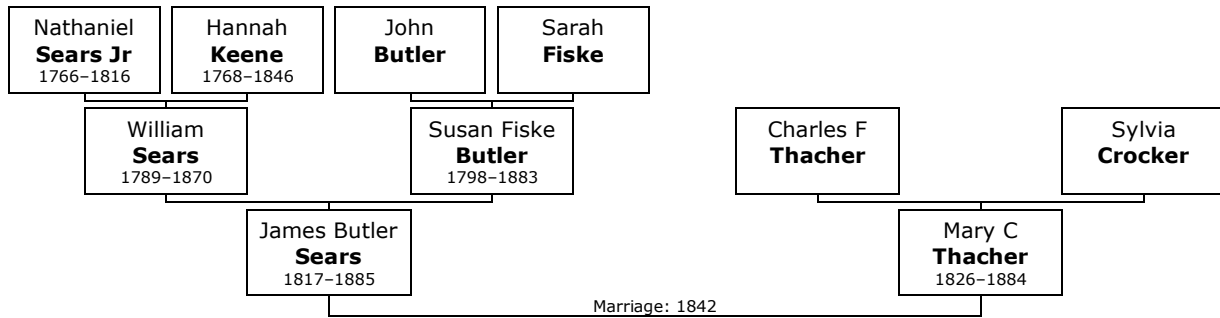 Nathaniel
Sears Jr
1766–1816
Hannah
Keene
1768–1846
John
Butler
Sarah
Fiske
William
Sears
1789–1870
Susan Fiske
Butler
1798–1883
Charles F
Thacher
Sylvia
Crocker
James Butler
Sears
1817–1885
Mary C
Thacher
1826–1884
Marriage: 1842